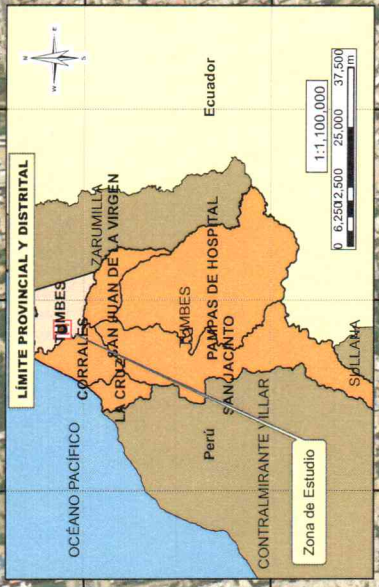 LÍMITE PROVINCIAL Y DISTRITAL
N
W E
S
OCÉANO PACÍFICO
TUMBES
ZARUMILLA
CORRALES
SAN JUAN DE LA VIRGEN
LA CRUZ
Ecuador
TUMBES
PAMPAS DE HOSPITAL
SAN JACINTO
Perú
CONTRALMIRANTE VILLAR
SULLANA
Zona de Estudio
1:1,100,000
0 6,250 12,500 25,000 37,500
m